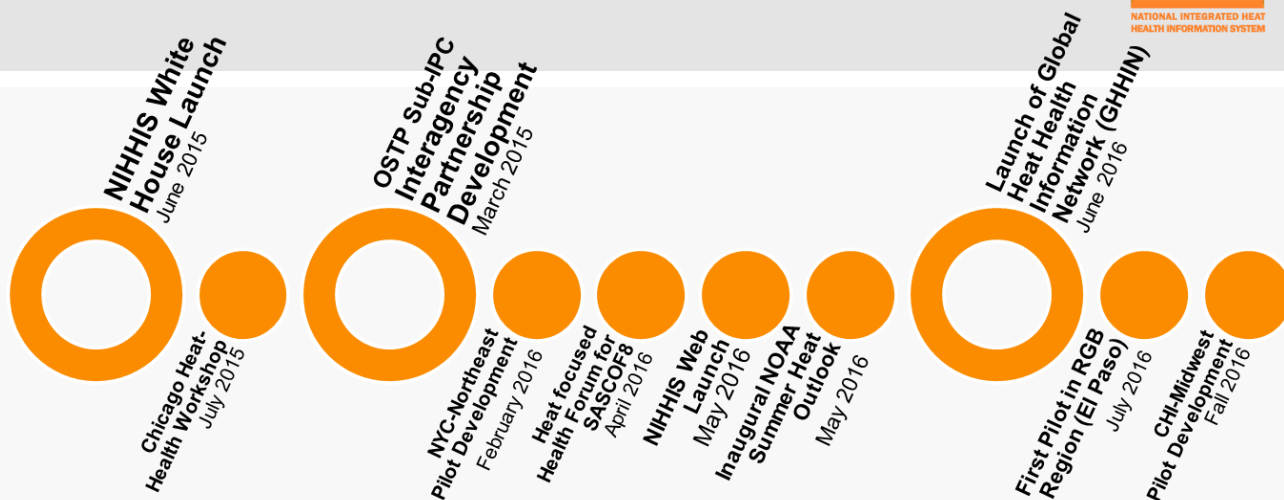 NATIONAL INTEGRATED HEAT
HEALTH INFORMATION SYSTEM
NIHHIS White
House Launch
June 2015
Chicago Heat-
Health Workshop
July 2015
OSTP Sub-IPC
Interagency
Partnership
Development
March 2015
NYC-Northeast
Pilot Development
February 2016
Heat focused
Health Forum for
SASCOF8
April 2016
NIHHIS Web
Launch
May 2016
Inaugural NOAA
Summer Heat
Outlook
May 2016
Launch of Global
Heat Health
Information
Network (GHHIN)
June 2016
First Pilot in RGB
Region (El Paso)
July 2016
CHI-Midwest
Pilot Development
Fall 2016